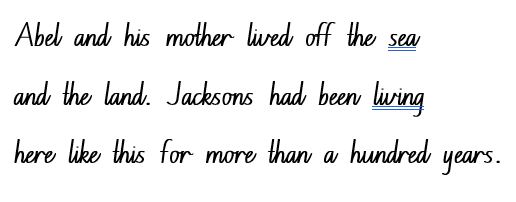 Abel and his mother lived off the sea
and the land. Jacksons had been living
here like this for more than a hundred years.